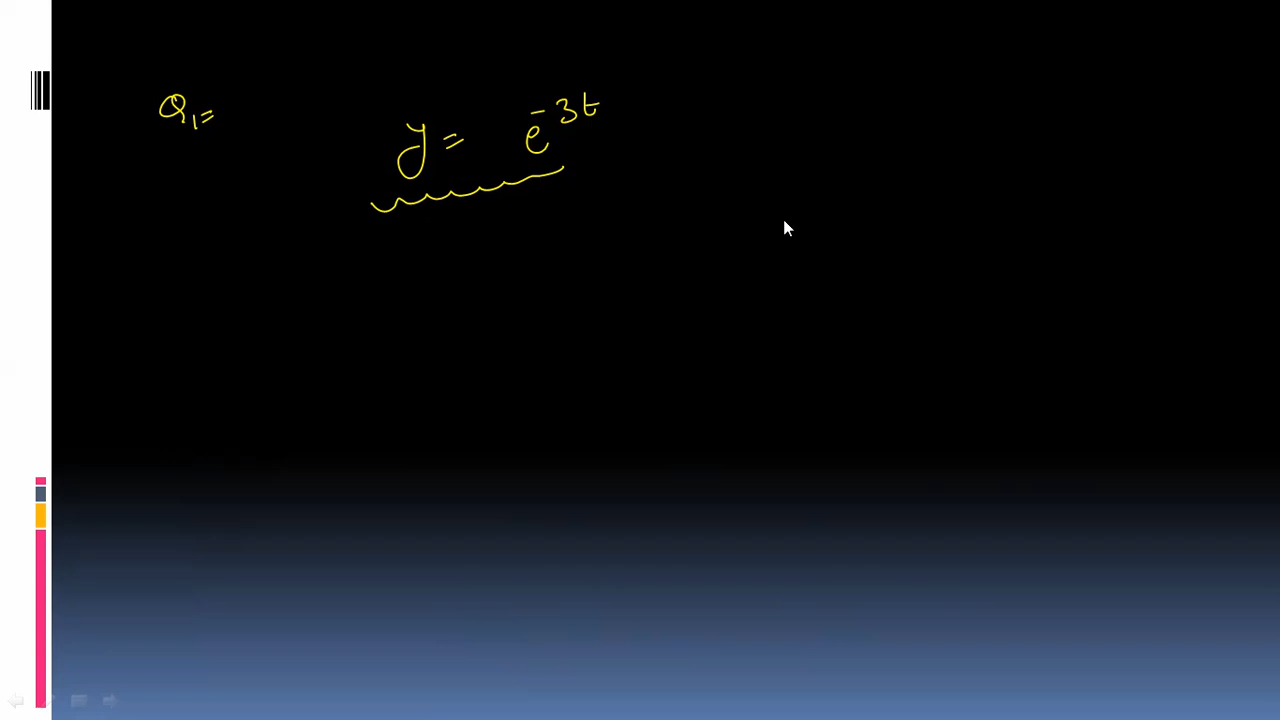 Q1=
y = e^-3t